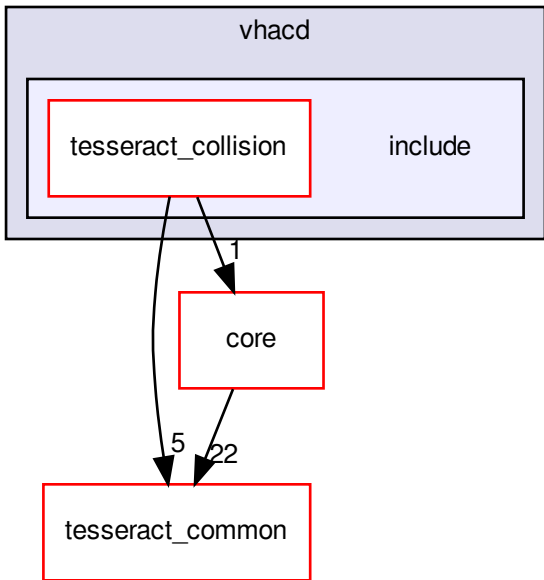 vhacd
tesseract_collision
include
1
core
5
22
tesseract_common